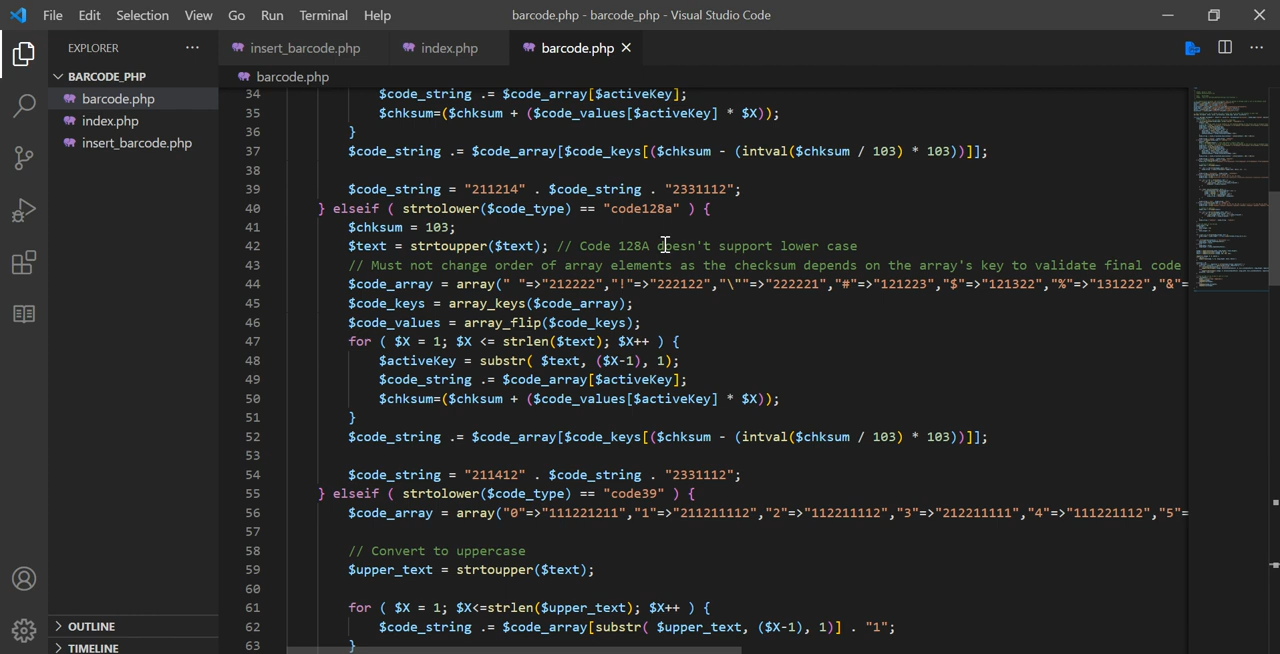 File Edit Selection View Go Run Terminal Help barcode.php - barcode_php - Visual Studio Code
EXPLORER ···
BARCODE_PHP
barcode.php
index.php
insert_barcode.php
OUTLINE
TIMELINE
insert_barcode.php index.php barcode.php
barcode.php
34 $code_string .= $code_array[$activeKey];
35 $chksum=($chksum + ($code_values[$activeKey] * $X));
36 }
37 $code_string .= $code_array[$code_keys[($chksum - (intval($chksum / 103) * 103))]];
38
39 $code_string = "211214" . $code_string . "2331112";
40 } elseif ( strtolower($code_type) == "code128a" ) {
41 $chksum = 103;
42 $text = strtoupper($text); // Code 128A doesn't support lower case
43 // Must not change order of array elements as the checksum depends on the array's key to validate final code
44 $code_array = array(" "=>"212222","!"=>"222122","\""=>"222221","#"=>"121223","$"=>"121322","%"=>"131222","&"=
45 $code_keys = array_keys($code_array);
46 $code_values = array_flip($code_keys);
47 for ( $X = 1; $X <= strlen($text); $X++ ) {
48 $activeKey = substr( $text, ($X-1), 1);
49 $code_string .= $code_array[$activeKey];
50 $chksum=($chksum + ($code_values[$activeKey] * $X));
51 }
52 $code_string .= $code_array[$code_keys[($chksum - (intval($chksum / 103) * 103))]];
53
54 $code_string = "211412" . $code_string . "2331112";
55 } elseif ( strtolower($code_type) == "code39" ) {
56 $code_array = array("0"=>"111221211","1"=>"211211112","2"=>"112211112","3"=>"212211111","4"=>"111221112","5"=
57
58 // Convert to uppercase
59 $upper_text = strtoupper($text);
60
61 for ( $X = 1; $X<=strlen($upper_text); $X++ ) {
62 $code_string .= $code_array[substr( $upper_text, ($X-1), 1)] . "1";
63 }